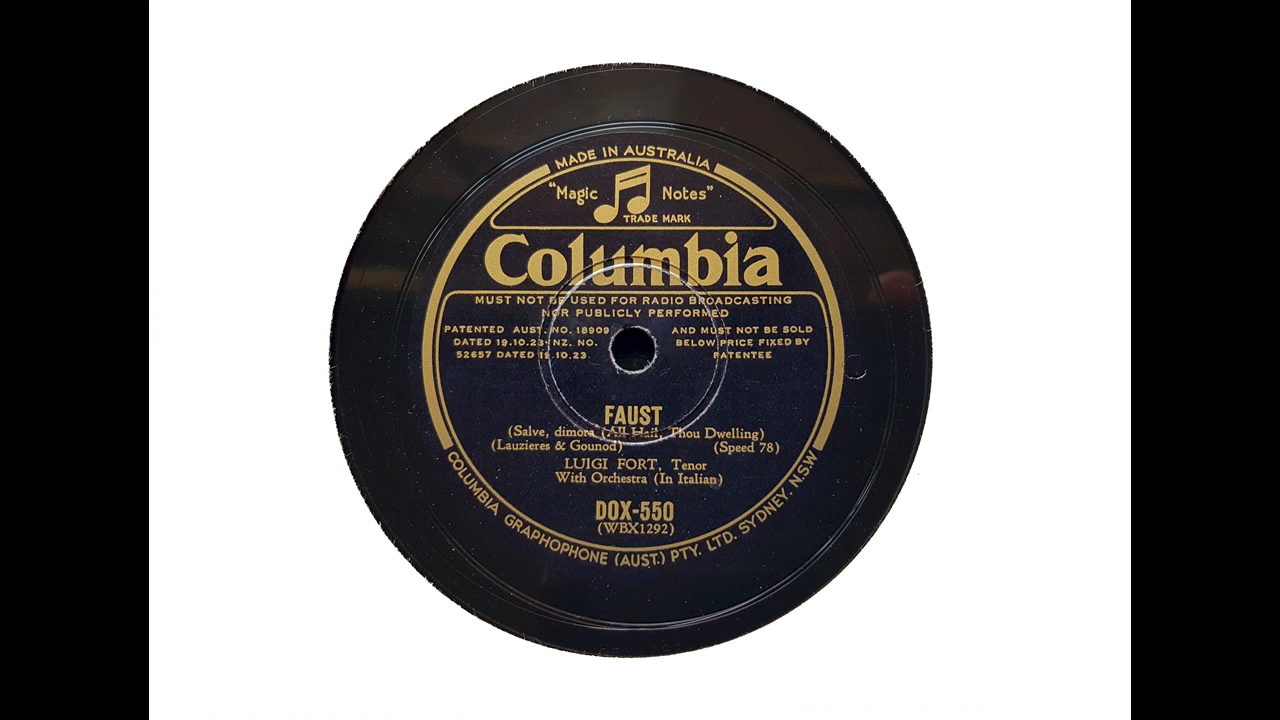 MADE IN AUSTRALIA
"Magic Notes"
TRADE MARK
Columbia
MUST NOT BE USED FOR RADIO BROADCASTING
NOR PUBLICLY PERFORMED
PATENTED AUST. NO. 18909
DATED 19.10.23. NZ. NO.
52657 DATED 19.10.23.
AND MUST NOT BE SOLD
BELOW PRICE FIXED BY
PATENTEE
FAUST
(Salve, dimora (All Hail, Thou Dwelling)
(Lauzieres & Gounod) (Speed 78)
LUIGI FORT, Tenor
With Orchestra (In Italian)
DOX-550
(WBX1292)
COLUMBIA GRAPHOPHONE (AUST.) PTY. LTD. SYDNEY. N.S.W